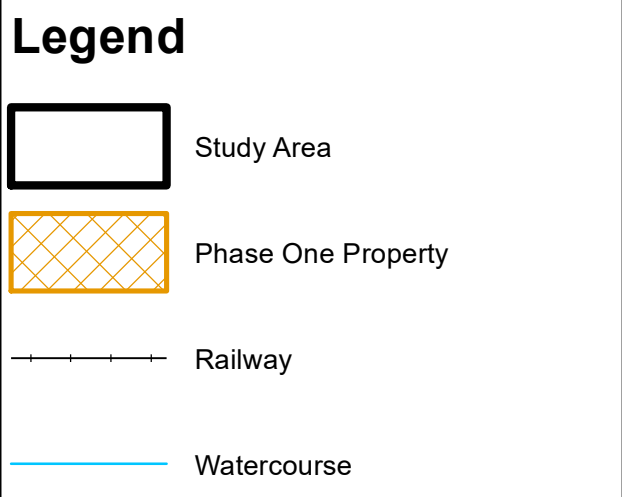 Legend
Study Area
Phase One Property
Railway
Watercourse